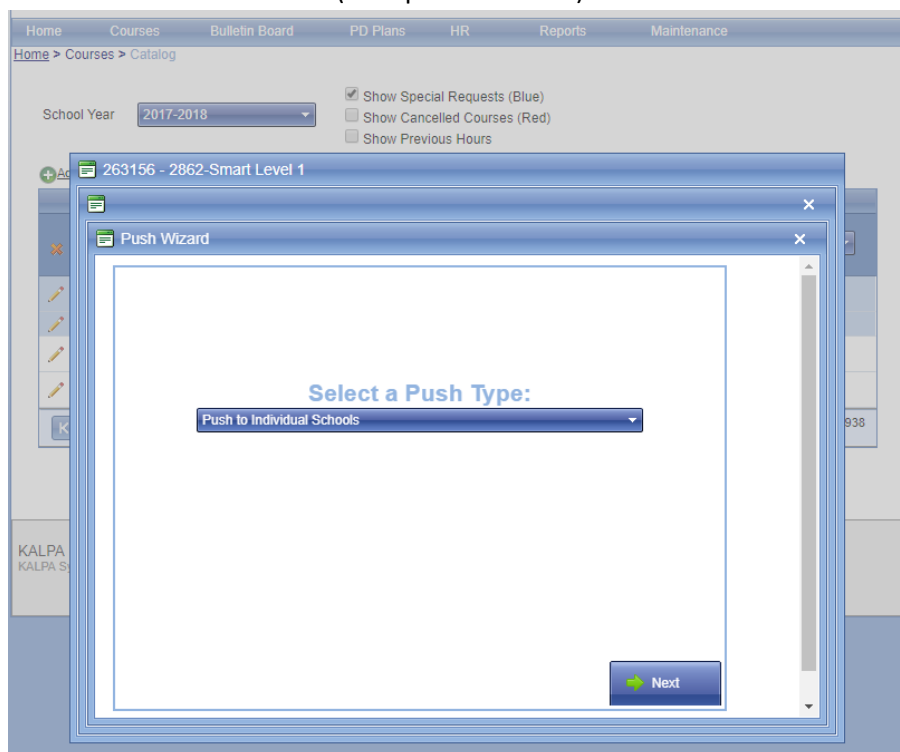 Home Courses Bulletin Board PD Plans HR Reports Maintenance
Home > Courses > Catalog
Show Special Requests (Blue)
School Year 2017-2018
Show Cancelled Courses (Red)
Show Previous Hours
263156 - 2862-Smart Level 1
Push Wizard
Select a Push Type:
Push to Individual Schools
K
938
KALPA
KALPA
Next